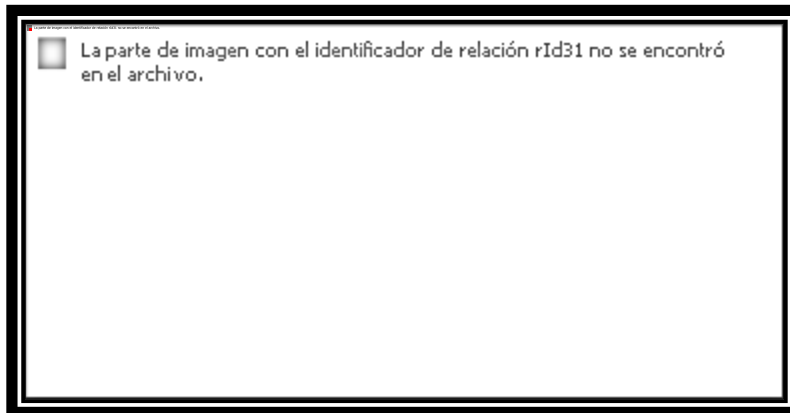 La parte de imagen con el identificador de relación rId31 no se encontró
en el archivo.